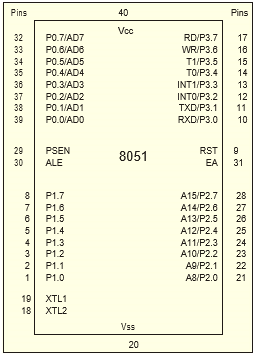 Pins 40 Pins
Vcc
32 P0.7/AD7 RD/P3.7 17
33 P0.6/AD6 WR/P3.6 16
34 P0.5/AD5 T1/P3.5 15
35 P0.4/AD4 T0/P3.4 14
36 P0.3/AD3 INT1/P3.3 13
37 P0.2/AD2 INT0/P3.2 12
38 P0.1/AD1 TXD/P3.1 11
39 P0.0/AD0 RXD/P3.0 10
29 PSEN 8051 RST 9
30 ALE EA 31
8 P1.7 A15/P2.7 28
7 P1.6 A14/P2.6 27
6 P1.5 A13/P2.5 26
5 P1.4 A12/P2.4 25
4 P1.3 A11/P2.3 24
3 P1.2 A10/P2.2 23
2 P1.1 A9/P2.1 22
1 P1.0 A8/P2.0 21
19 XTL1
18 XTL2
Vss
20